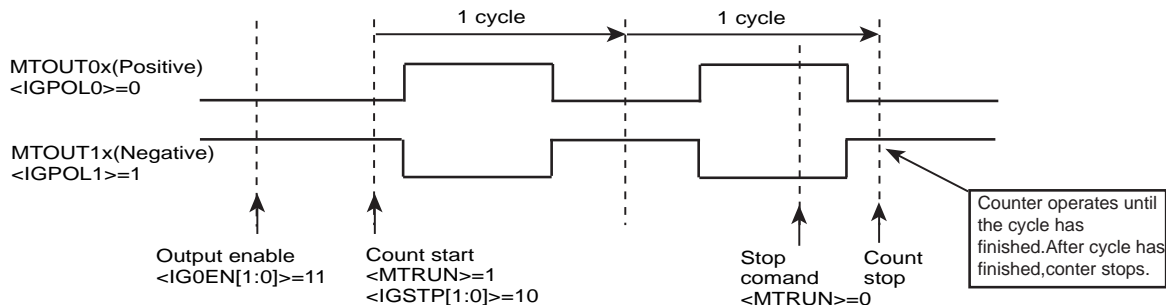 1 cycle
1 cycle
MTOUT0x(Positive)
<IGPOL0>=0
MTOUT1x(Negative)
<IGPOL1>=1
Output enable
<IG0EN[1:0]>=11
Count start
<MTRUN>=1
<IGSTP[1:0]>=10
Stop
comand
<MTRUN>=0
Count
stop
Counter operates until
the cycle has
finished.After cycle has
finished,conter stops.